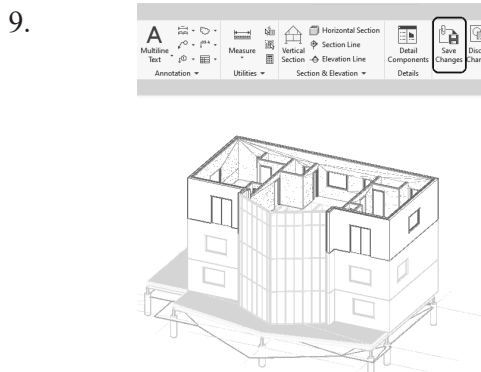 9.
A
Multiline Text
Annotation
Measure
Utilities
Vertical Section
Horizontal Section
Section Line
Elevation Line
Section & Elevation
Detail Components
Details
Save Changes